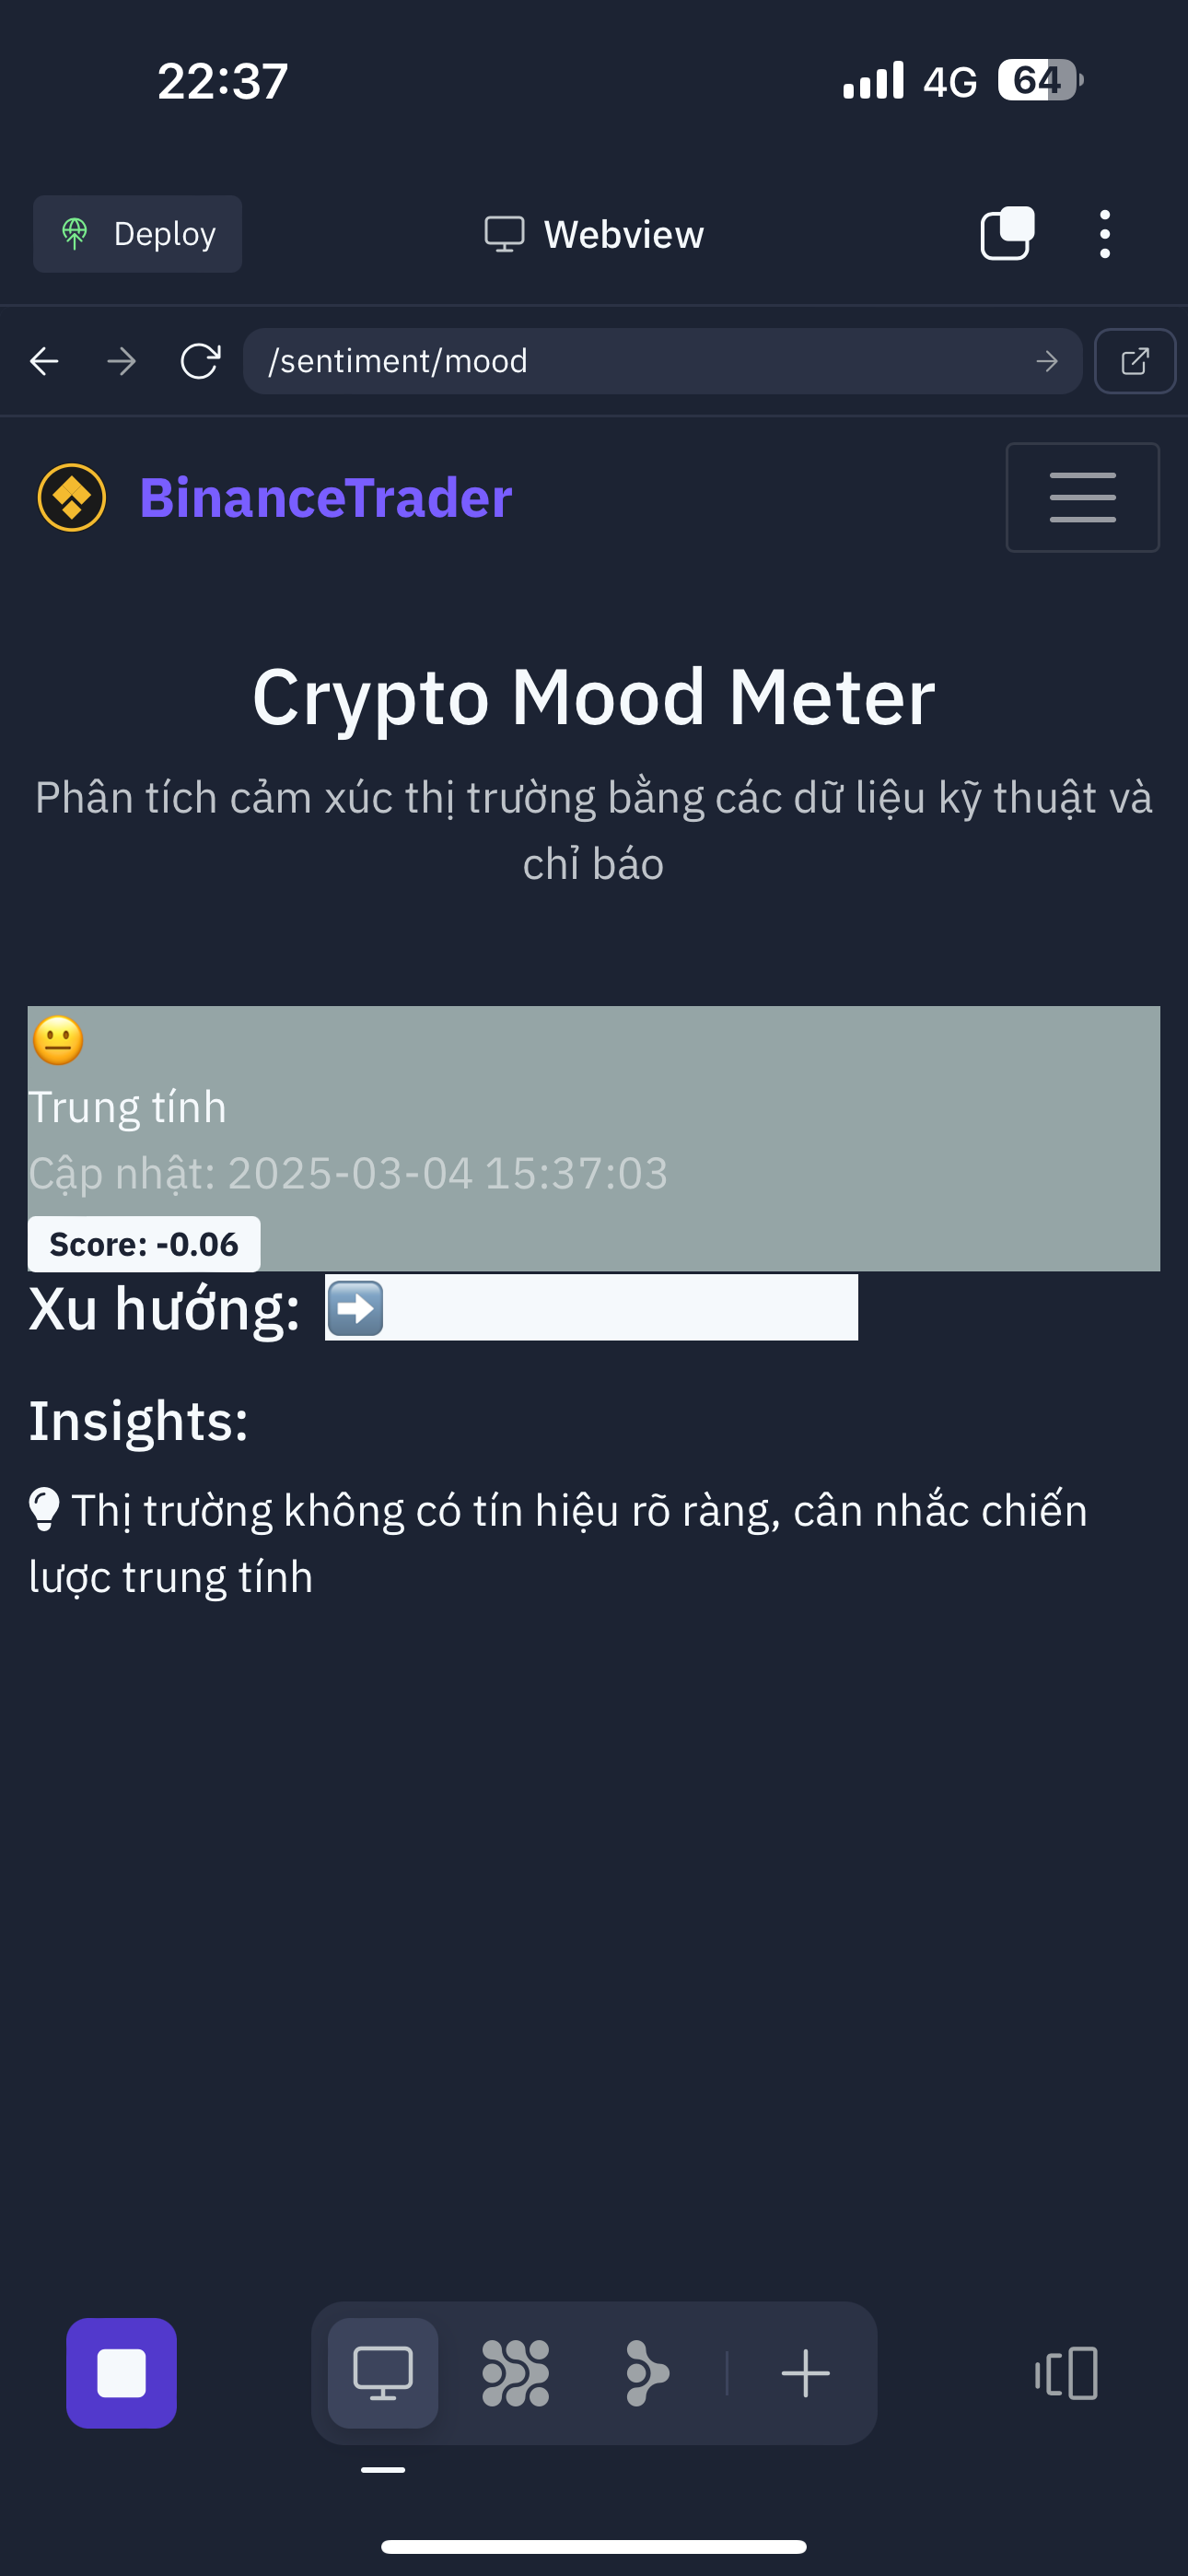 22:37
4G
64
Deploy
Webview
/sentiment/mood
BinanceTrader
Crypto Mood Meter
Phân tích cảm xúc thị trường bằng các dữ liệu kỹ thuật và
chỉ báo
Trung tính
Cập nhật: 2025-03-04 15:37:03
Score: -0.06
Xu hướng:
Insights:
Thị trường không có tín hiệu rõ ràng, cân nhắc chiến
lược trung tính